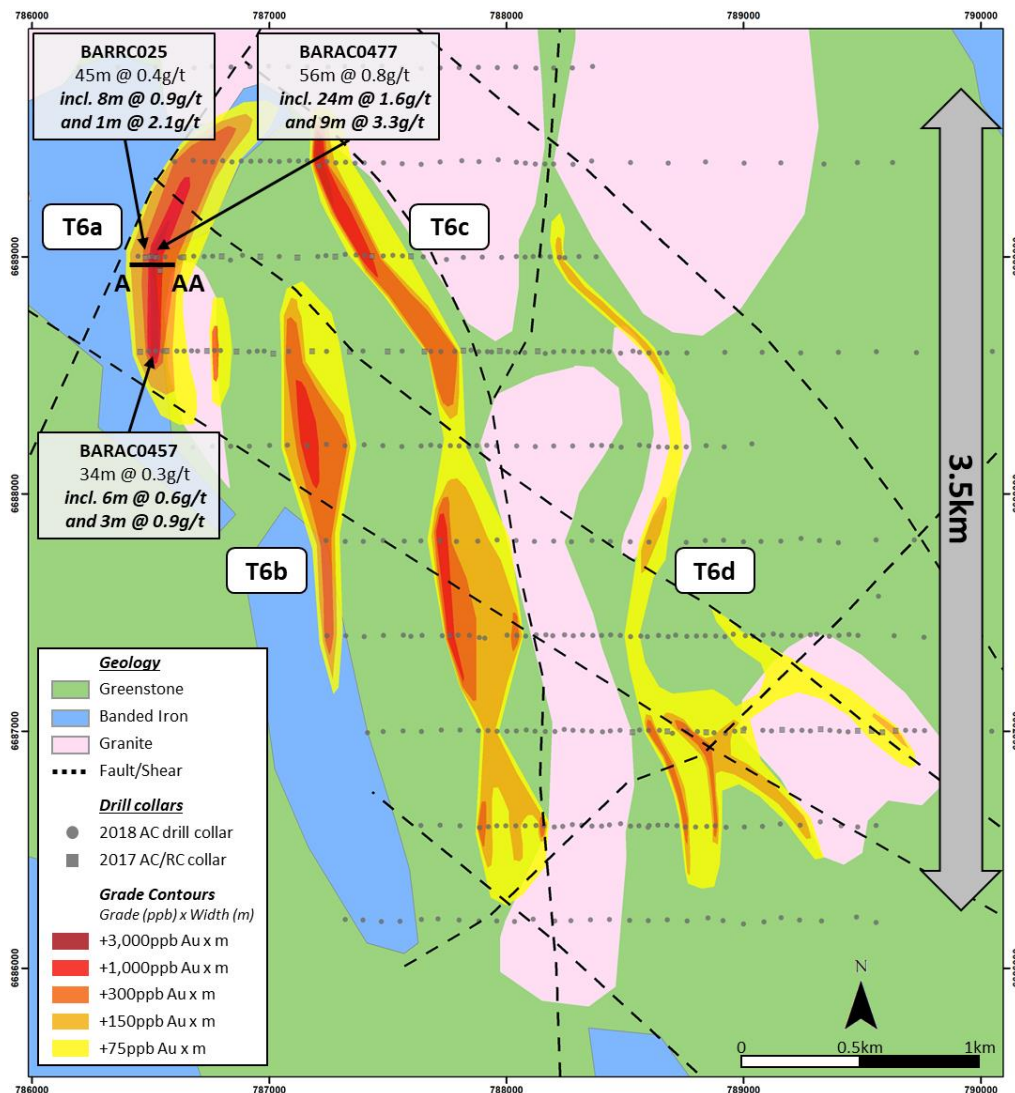 786000
787000
788000
789000
790000
BARRC025
45m @ 0.4g/t
incl. 8m @ 0.9g/t
and 1m @ 2.1g/t
BARAC0477
56m @ 0.8g/t
incl. 24m @ 1.6g/t
and 9m @ 3.3g/t
T6a
T6c
6689000
A
AA
BARAC0457
34m @ 0.3g/t
incl. 6m @ 0.6g/t
and 3m @ 0.9g/t
3.5km
6688000
T6b
T6d
Geology
Greenstone
Banded Iron
Granite
Fault/Shear
Drill collars
2018 AC drill collar
2017 AC/RC collar
Grade Contours
Grade (ppb) x Width (m)
+3,000ppb Au x m
+1,000ppb Au x m
+300ppb Au x m
+150ppb Au x m
+75ppb Au x m
6687000
6686000
N
0
0.5km
1km
786000
787000
788000
789000
790000